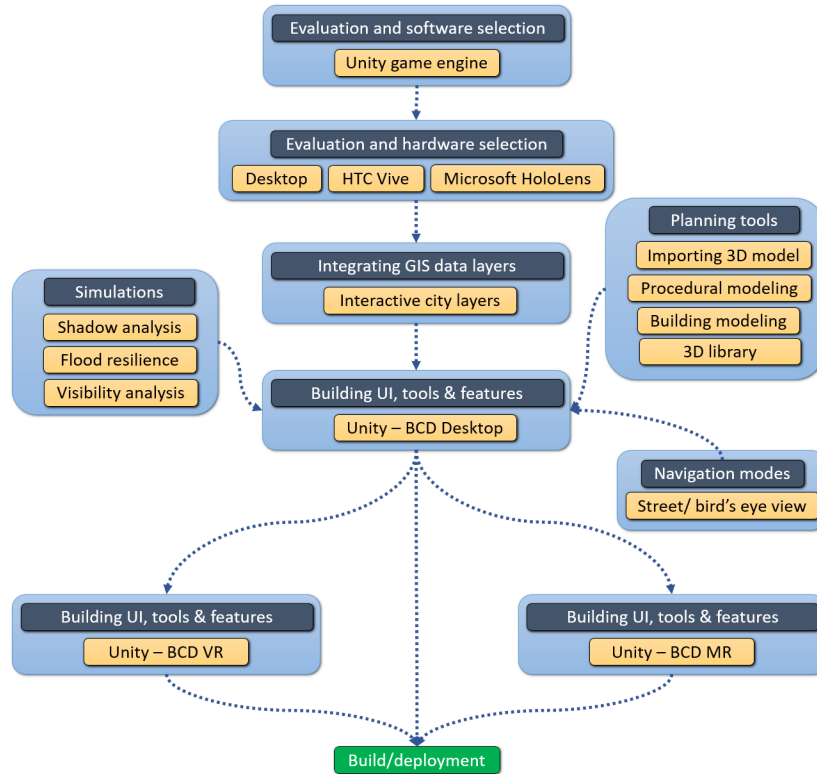 Evaluation and software selection
Unity game engine
Evaluation and hardware selection
Desktop
HTC Vive
Microsoft HoloLens
Planning tools
Importing 3D model
Procedural modeling
Building modeling
3D library
Integrating GIS data layers
Interactive city layers
Simulations
Shadow analysis
Flood resilience
Visibility analysis
Building UI, tools & features
Unity – BCD Desktop
Navigation modes
Street/ bird's eye view
Building UI, tools & features
Unity – BCD VR
Building UI, tools & features
Unity – BCD MR
Build/deployment